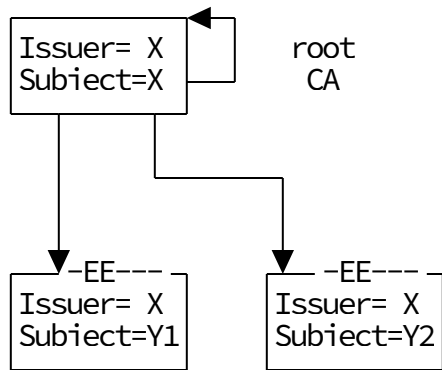 Issuer= X
Subiect=X
root
CA
-EE---
Issuer= X
Subiect=Y1
-EE---
Issuer= X
Subiect=Y2